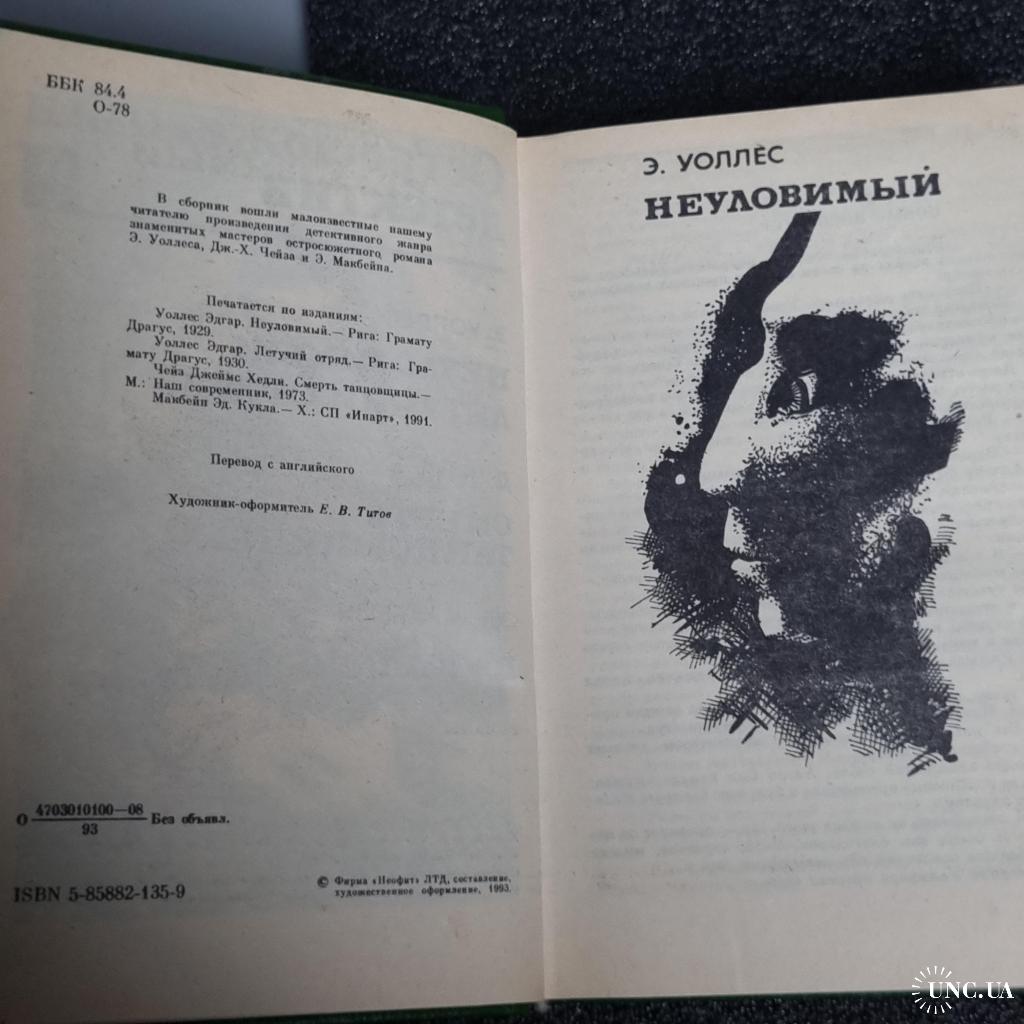 ББК 84.4
О-78
В сборник вошли малоизвестные нашему
читателю произведения детективного жанра
знаменитых мастеров остросюжетного романа
Э. Уоллеса, Дж.-Х. Чейза и Э. Макбейна.
Печатается по изданиям:
Уоллес Эдгар. Неуловимый.— Рига: Грамату
Драгус, 1929.
Уоллес Эдгар. Летучий отряд.— Рига: Гра-
мату Драгус, 1930.
Чейз Джеймс Хедли. Смерть танцовщицы.—
М.: Наш современник, 1973.
Макбейн Эд. Кукла.— Х.: СП «Инарт», 1991.
Перевод с английского
Художник-оформитель Е. В. Титов
О 4703010100—08 Без объявл.
93
ISBN 5-85882-135-9
© Фирма «Неофит» ЛТД, составление,
художественное оформление, 1993.
Э. УОЛЛЕС
НЕУЛОВИМЫЙ
UNC.UA